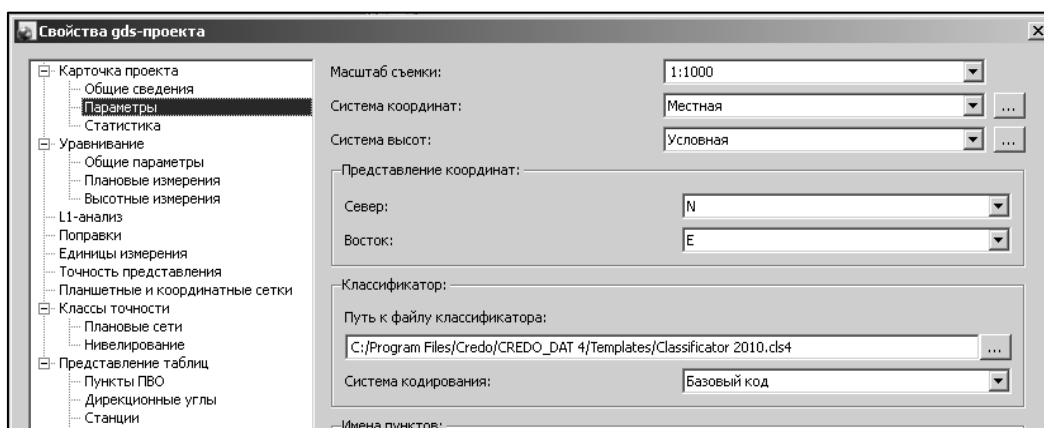 Свойства gds-проекта
Карточка проекта
Общие сведения
Параметры
Статистика
Уравнивание
Общие параметры
Плановые измерения
Высотные измерения
L1-анализ
Поправки
Единицы измерения
Точность представления
Планшетные и координатные сетки
Классы точности
Плановые сети
Нивелирование
Представление таблиц
Пункты ПВО
Дирекционные углы
Станции
Масштаб съемки: 1:1000
Система координат: Местная ...
Система высот: Условная ...
Представление координат:
Север: N
Восток: E
Классификатор:
Путь к файлу классификатора:
C:/Program Files/Credo/CREDO_DAT 4/Templates/Classificator 2010.cls4 ...
Система кодирования: Базовый код
Имена пунктов: